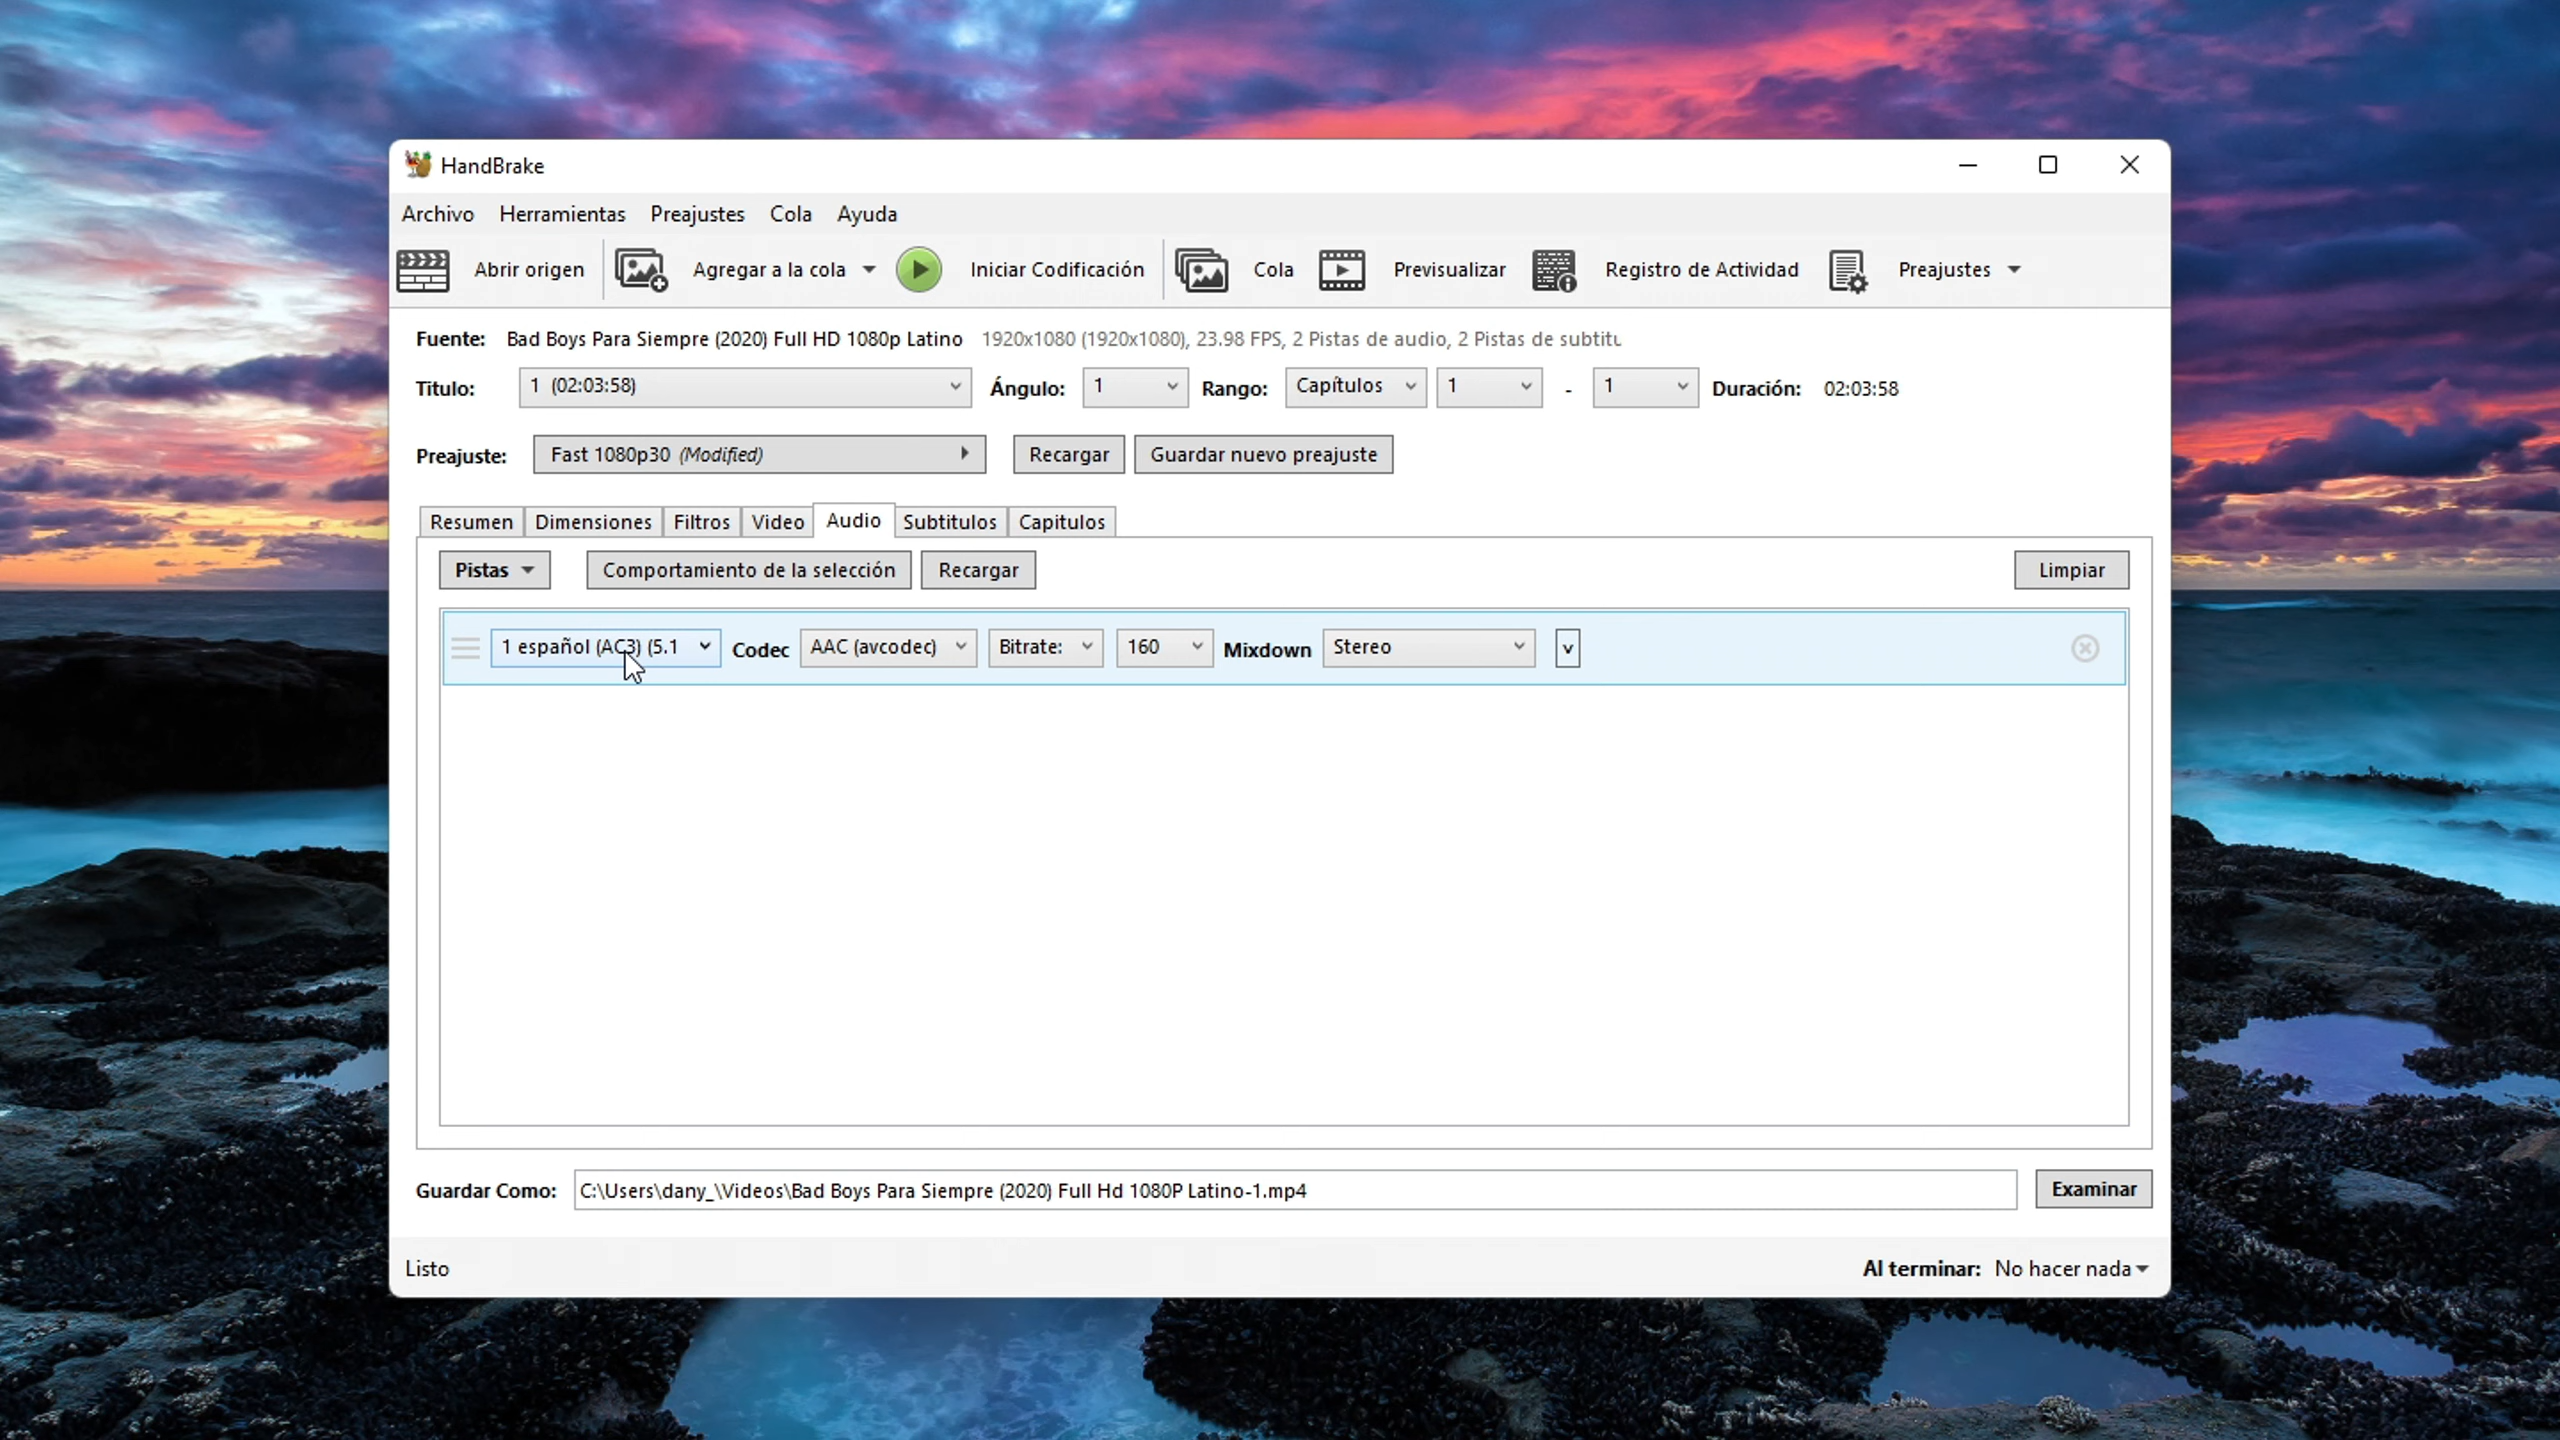 HandBrake
Archivo Herramientas Preajustes Cola Ayuda
Abrir origen Agregar a la cola Iniciar Codificación Cola Previsualizar Registro de Actividad Preajustes
Fuente: Bad Boys Para Siempre (2020) Full HD 1080p Latino 1920x1080 (1920x1080), 23.98 FPS, 2 Pistas de audio, 2 Pistas de subtitu
Titulo: 1 (02:03:58) Ángulo: 1 Rango: Capítulos 1 - 1 Duración: 02:03:58
Preajuste: Fast 1080p30 (Modified) Recargar Guardar nuevo preajuste
Resumen Dimensiones Filtros Video Audio Subtitulos Capitulos
Pistas Comportamiento de la selección Recargar Limpiar
1 español (AC3) (5.1 Codec AAC (avcodec) Bitrate: 160 Mixdown Stereo v
Guardar Como: C:\Users\dany_\Videos\Bad Boys Para Siempre (2020) Full Hd 1080P Latino-1.mp4 Examinar
Listo Al terminar: No hacer nada